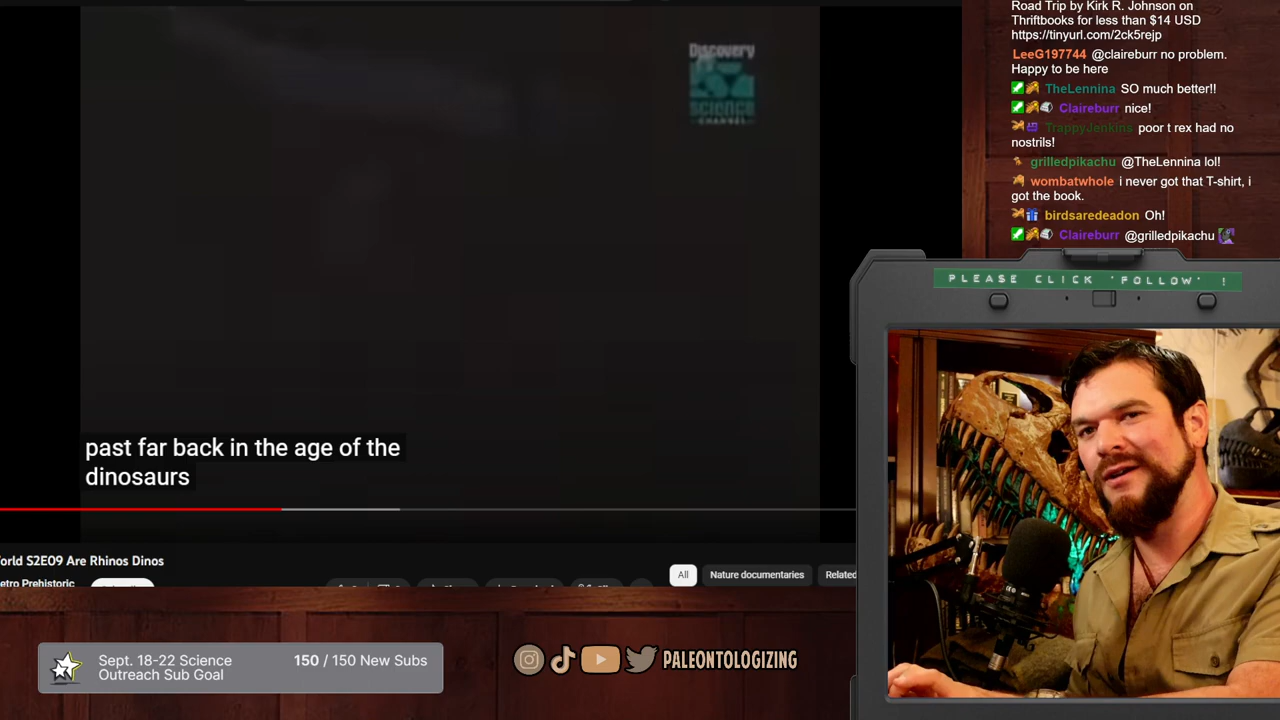 Discovery
SCIENCE
CHANNEL
past far back in the age of the
dinosaurs
orld S2E09 Are Rhinos Dinos
etro Prehistoric
All
Nature documentaries
Related
Sept. 18-22 Science
Outreach Sub Goal
150 / 150 New Subs
PALEONTOLOGIZING
Road Trip by Kirk R. Johnson on
Thriftbooks for less than $14 USD
https://tinyurl.com/2ck5rejp
LeeG197744 @claireburr no problem.
Happy to be here
TheLennina SO much better!!
Claireburr nice!
TrappyJenkins poor t rex had no
nostrils!
grilledpikachu @TheLennina lol!
wombatwhole i never got that T-shirt, i
got the book.
birdsaredeadon Oh!
Claireburr @grilledpikachu
PLEASE CLICK 'FOLLOW' !